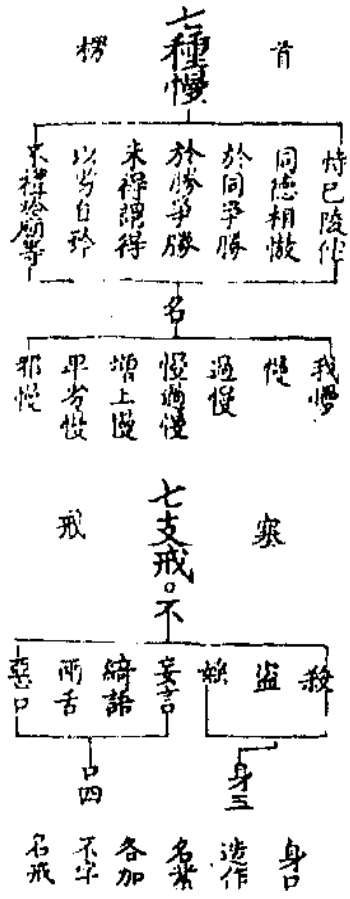 首
楞
七種慢
恃己陵他
同德相慠
於同爭勝
於勝爭勝
未得謂得
以劣自矜
不禮塔廟等
名
我慢
慢
過慢
慢過慢
增上慢
卑劣慢
邪慢
戒
七支戒。不
殺
盜
婬
妄言
綺語
兩舌
惡口
身三
口四
身口
造作
名業
各加
不字
名戒